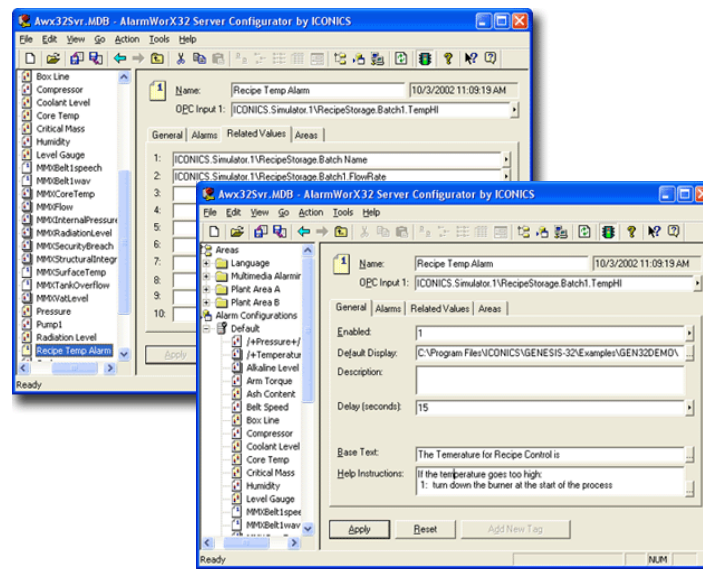 Awx32Svr.MDB - AlarmWorX32 Server Configurator by ICONICS
File Edit View Go Action Tools Help
Box Line
Compressor
Coolant Level
Core Temp
Critical Mass
Humidity
Level Gauge
MMXBelt1speech
MMXBelt1wav
MMXCoreTemp
MMXFlow
MMXInternalPressure
MMXRadiationLevel
MMXSecurityBreach
MMXStructuralIntegr
MMXSurfaceTemp
MMXTankOverflow
MMXVatLevel
Pressure
Pump1
Radiation Level
Recipe Temp Alarm
Ready
Name: Recipe Temp Alarm 10/3/2002 11:09:19 AM
OPC Input 1: ICONICS.Simulator.1\RecipeStorage.Batch1.TempHI
General Alarms Related Values Areas
1: ICONICS.Simulator.1\RecipeStorage.Batch Name
2: ICONICS.Simulator.1\RecipeStorage.Batch1.FlowRate
3:
4:
5:
6:
7:
8:
9:
10:
Apply
Awx32Svr.MDB - AlarmWorX32 Server Configurator by ICONICS
File Edit View Go Action Tools Help
Areas
Language
Multimedia Alarmir
Plant Area A
Plant Area B
Alarm Configurations
Default
/+Pressure+/
/+Temperatur
Alkaline Level
Arm Torque
Ash Content
Belt Speed
Box Line
Compressor
Coolant Level
Core Temp
Critical Mass
Humidity
Level Gauge
MMXBelt1spee
MMXBelt1wav
Name: Recipe Temp Alarm 10/3/2002 11:09:19 AM
OPC Input 1: ICONICS.Simulator.1\RecipeStorage.Batch1.TempHI
General Alarms Related Values Areas
Enabled: 1
Default Display: C:\Program Files\ICONICS\GENESIS-32\Examples\GEN32DEMO\
Description:
Delay (seconds): 15
Base Text: The Temerature for Recipe Control is
Help Instructions: If the temperature goes too high:
1: turn down the burner at the start of the process
Apply Reset Add New Tag
Ready NUM